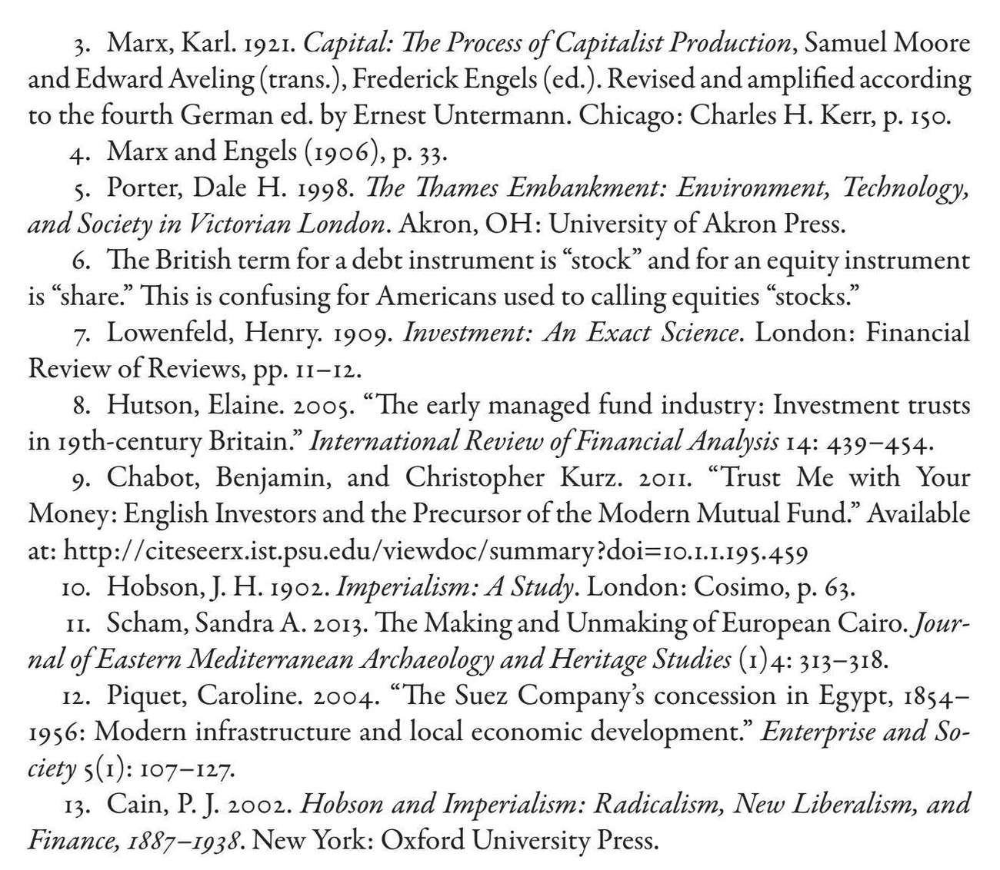 3. Marx, Karl. 1921. Capital: The Process of Capitalist Production, Samuel Moore
and Edward Aveling (trans.), Frederick Engels (ed.). Revised and amplified according
to the fourth German ed. by Ernest Untermann. Chicago: Charles H. Kerr, p. 150.
4. Marx and Engels (1906), p. 33.
5. Porter, Dale H. 1998. The Thames Embankment: Environment, Technology,
and Society in Victorian London. Akron, OH: University of Akron Press.
6. The British term for a debt instrument is “stock” and for an equity instrument
is “share.” This is confusing for Americans used to calling equities “stocks.”
7. Lowenfeld, Henry. 1909. Investment: An Exact Science. London: Financial
Review of Reviews, pp. 11–12.
8. Hutson, Elaine. 2005. “The early managed fund industry: Investment trusts
in 19th-century Britain.” International Review of Financial Analysis 14: 439–454.
9. Chabot, Benjamin, and Christopher Kurz. 2011. “Trust Me with Your
Money: English Investors and the Precursor of the Modern Mutual Fund.” Available
at: http://citeseerx.ist.psu.edu/viewdoc/summary?doi=10.1.1.195.459
10. Hobson, J. H. 1902. Imperialism: A Study. London: Cosimo, p. 63.
11. Scham, Sandra A. 2013. The Making and Unmaking of European Cairo. Jour-
nal of Eastern Mediterranean Archaeology and Heritage Studies (1)4: 313–318.
12. Piquet, Caroline. 2004. “The Suez Company’s concession in Egypt, 1854–
1956: Modern infrastructure and local economic development.” Enterprise and So-
ciety 5(1): 107–127.
13. Cain, P. J. 2002. Hobson and Imperialism: Radicalism, New Liberalism, and
Finance, 1887–1938. New York: Oxford University Press.